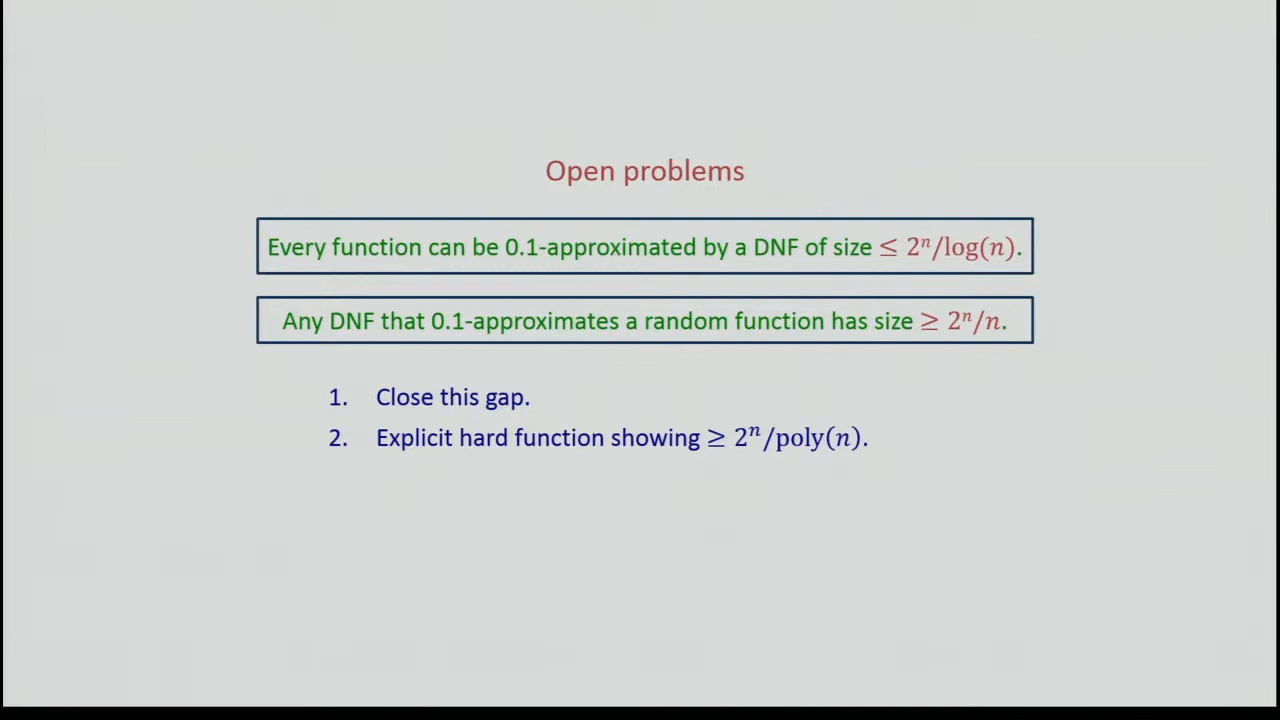 Open problems
Every function can be 0.1-approximated by a DNF of size ≤ 2ⁿ/log(n).
Any DNF that 0.1-approximates a random function has size ≥ 2ⁿ/n.
1. Close this gap.
2. Explicit hard function showing ≥ 2ⁿ/poly(n).